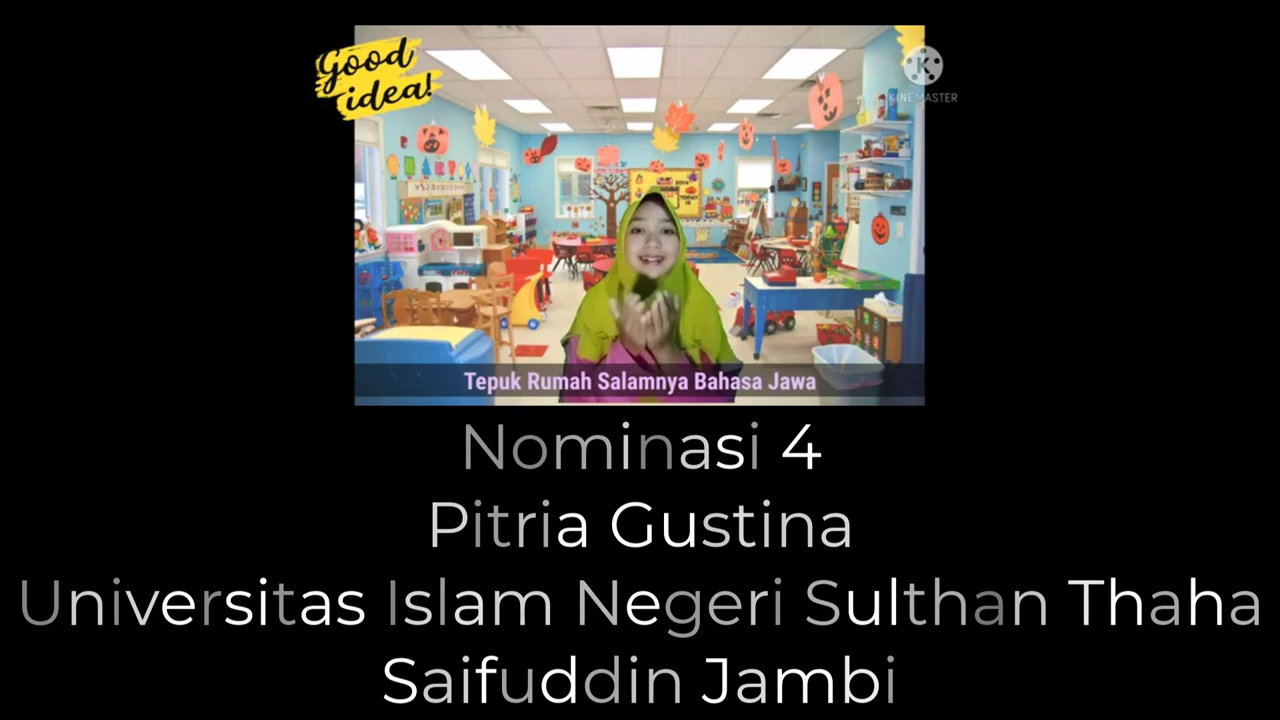 Good
idea!
KINEMASTER
Tepuk Rumah Salamnya Bahasa Jawa
Nominasi 4
Pitria Gustina
Universitas Islam Negeri Sulthan Thaha
Saifuddin Jambi